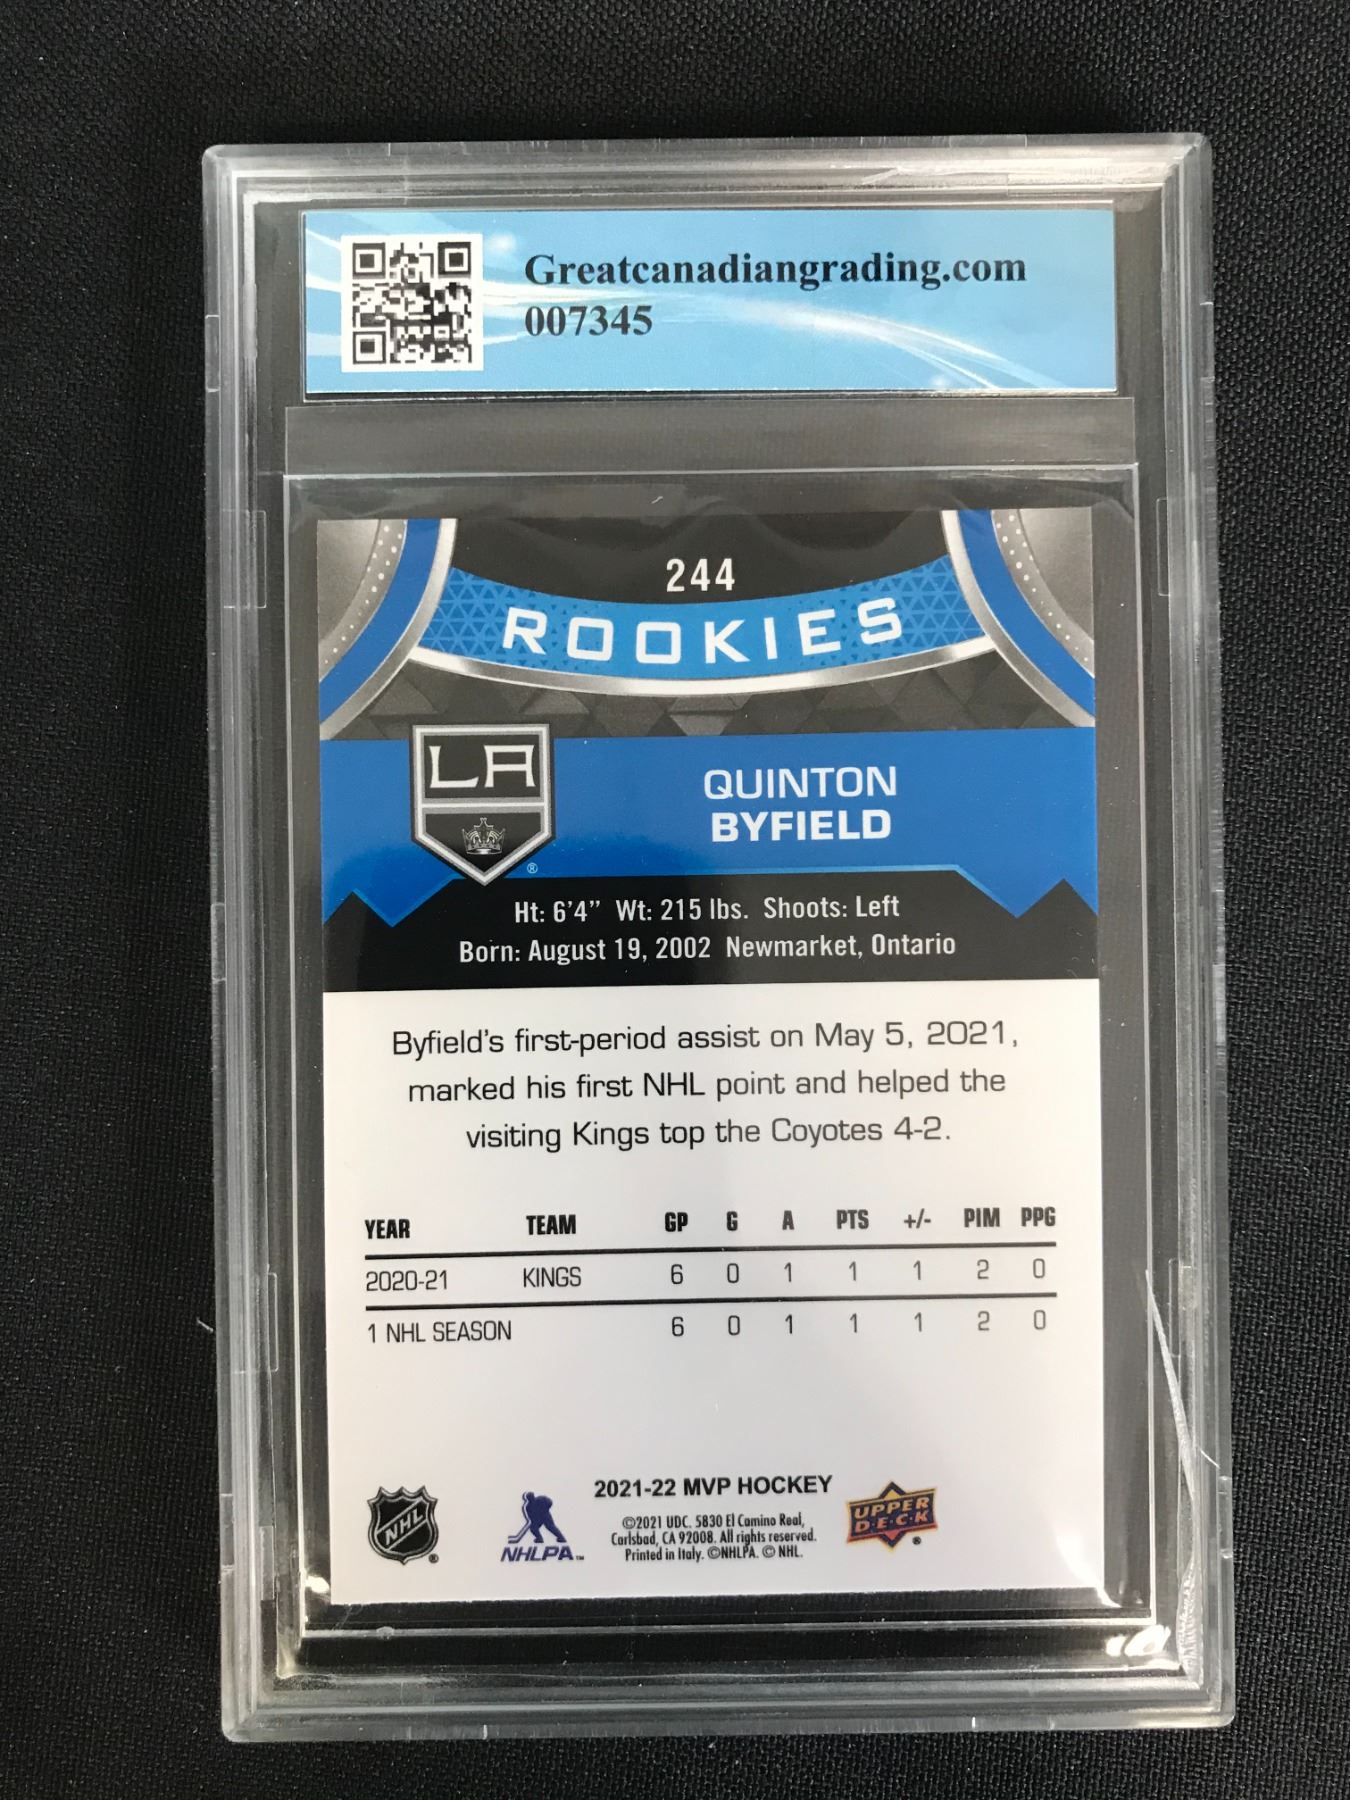 Greatcanadiangrading.com
007345
244
ROOKIES
LA
QUINTON
BYFIELD
®
Ht: 6'4" Wt: 215 lbs. Shoots: Left
Born: August 19, 2002 Newmarket, Ontario
Byfield's first-period assist on May 5, 2021,
marked his first NHL point and helped the
visiting Kings top the Coyotes 4-2.
YEAR TEAM GP G A PTS +/- PIM PPG
2020-21 KINGS 6 0 1 1 1 2 0
1 NHL SEASON 6 0 1 1 1 2 0
2021-22 MVP HOCKEY
©2021 UDC. 5830 El Camino Real,
Carlsbad, CA 92008. All rights reserved.
Printed in Italy. ©NHLPA. © NHL.
NHL ®
NHLPA™
UPPER
DECK ®